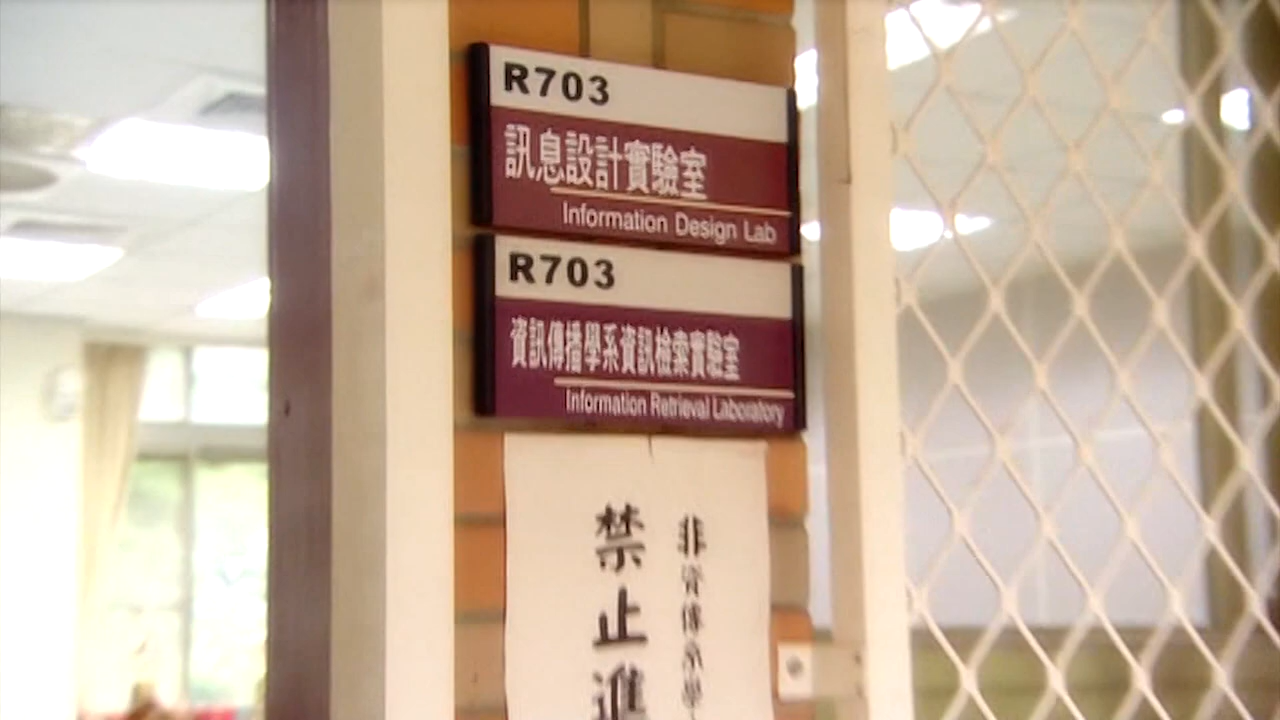 R703
訊息設計實驗室
Information Design Lab
R703
資訊傳播學系資訊檢索實驗室
Information Retrieval Laboratory
非資傳系學
禁止進